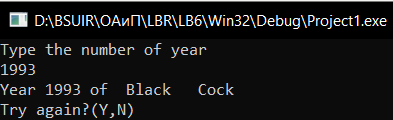 D:\BSUIR\ОАиП\LBR\LB6\Win32\Debug\Project1.exe
Type the number of year
1993
Year 1993 of  Black   Cock
Try again?(Y,N)